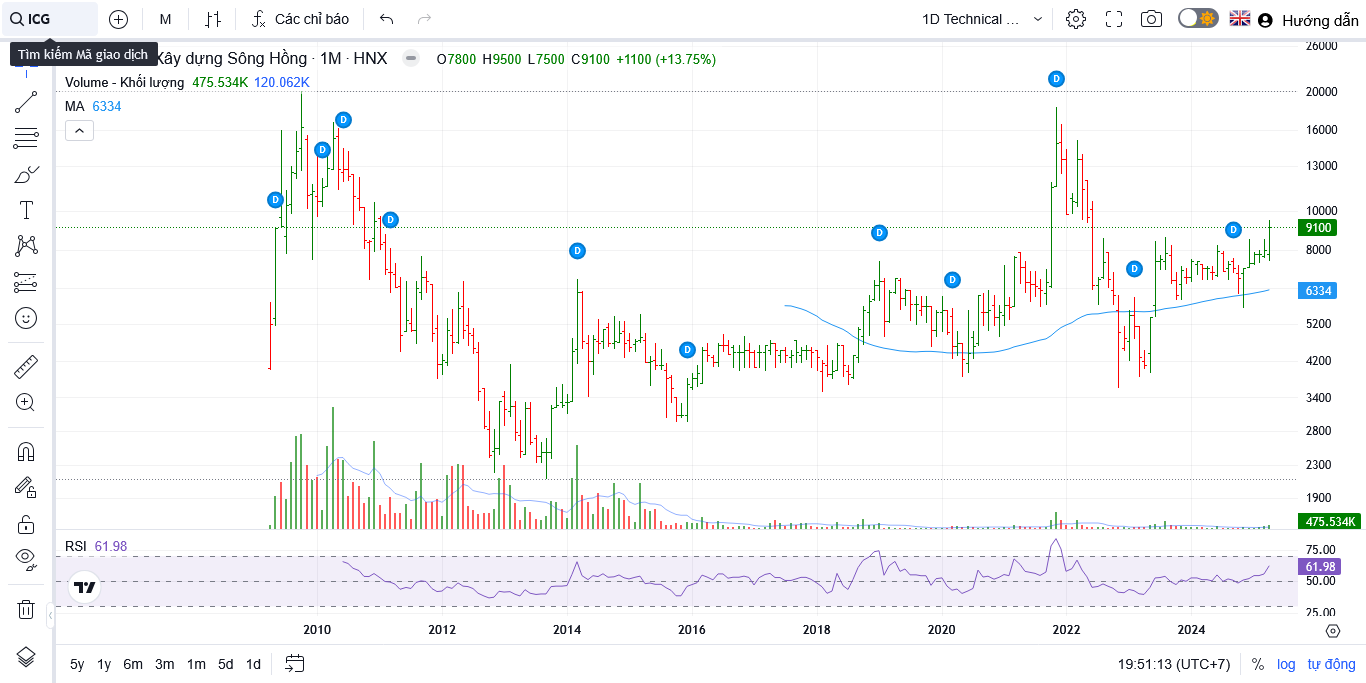 ICG
M
Các chỉ báo
1D Technical ...
Hướng dẫn
Tìm kiếm Mã giao dịch
Xây dựng Sông Hồng · 1M · HNX O7800 H9500 L7500 C9100 +1100 (+13.75%)
Volume - Khối lượng 475.534K 120.062K
MA 6334
26000
20000
16000
13000
10000
9100
8000
6334
5200
4200
3400
2800
2300
1900
475.534K
D
D
D
D
D
D
D
D
D
D
D
D
RSI 61.98
75.00
61.98
50.00
25.00
2010 2012 2014 2016 2018 2020 2022 2024
5y 1y 6m 3m 1m 5d 1d
19:51:13 (UTC+7) % log tự động